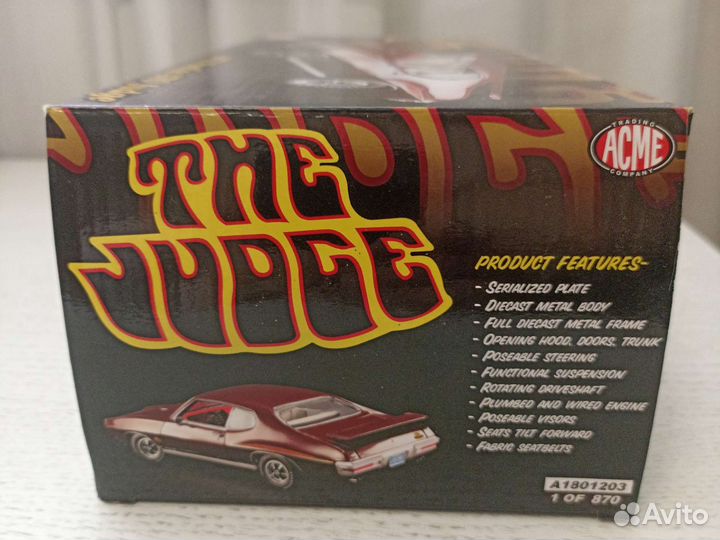 THE
JUDGE
TRADING
ACME
COMPANY
PRODUCT FEATURES-
- SERIALIZED PLATE
- DIECAST METAL BODY
- FULL DIECAST METAL FRAME
- OPENING HOOD, DOORS, TRUNK
- POSEABLE STEERING
- FUNCTIONAL SUSPENSION
- ROTATING DRIVESHAFT
- PLUMBED AND WIRED ENGINE
- POSEABLE VISORS
- SEATS TILT FORWARD
- FABRIC SEATBELTS
A1801203
1 OF 870
Avito